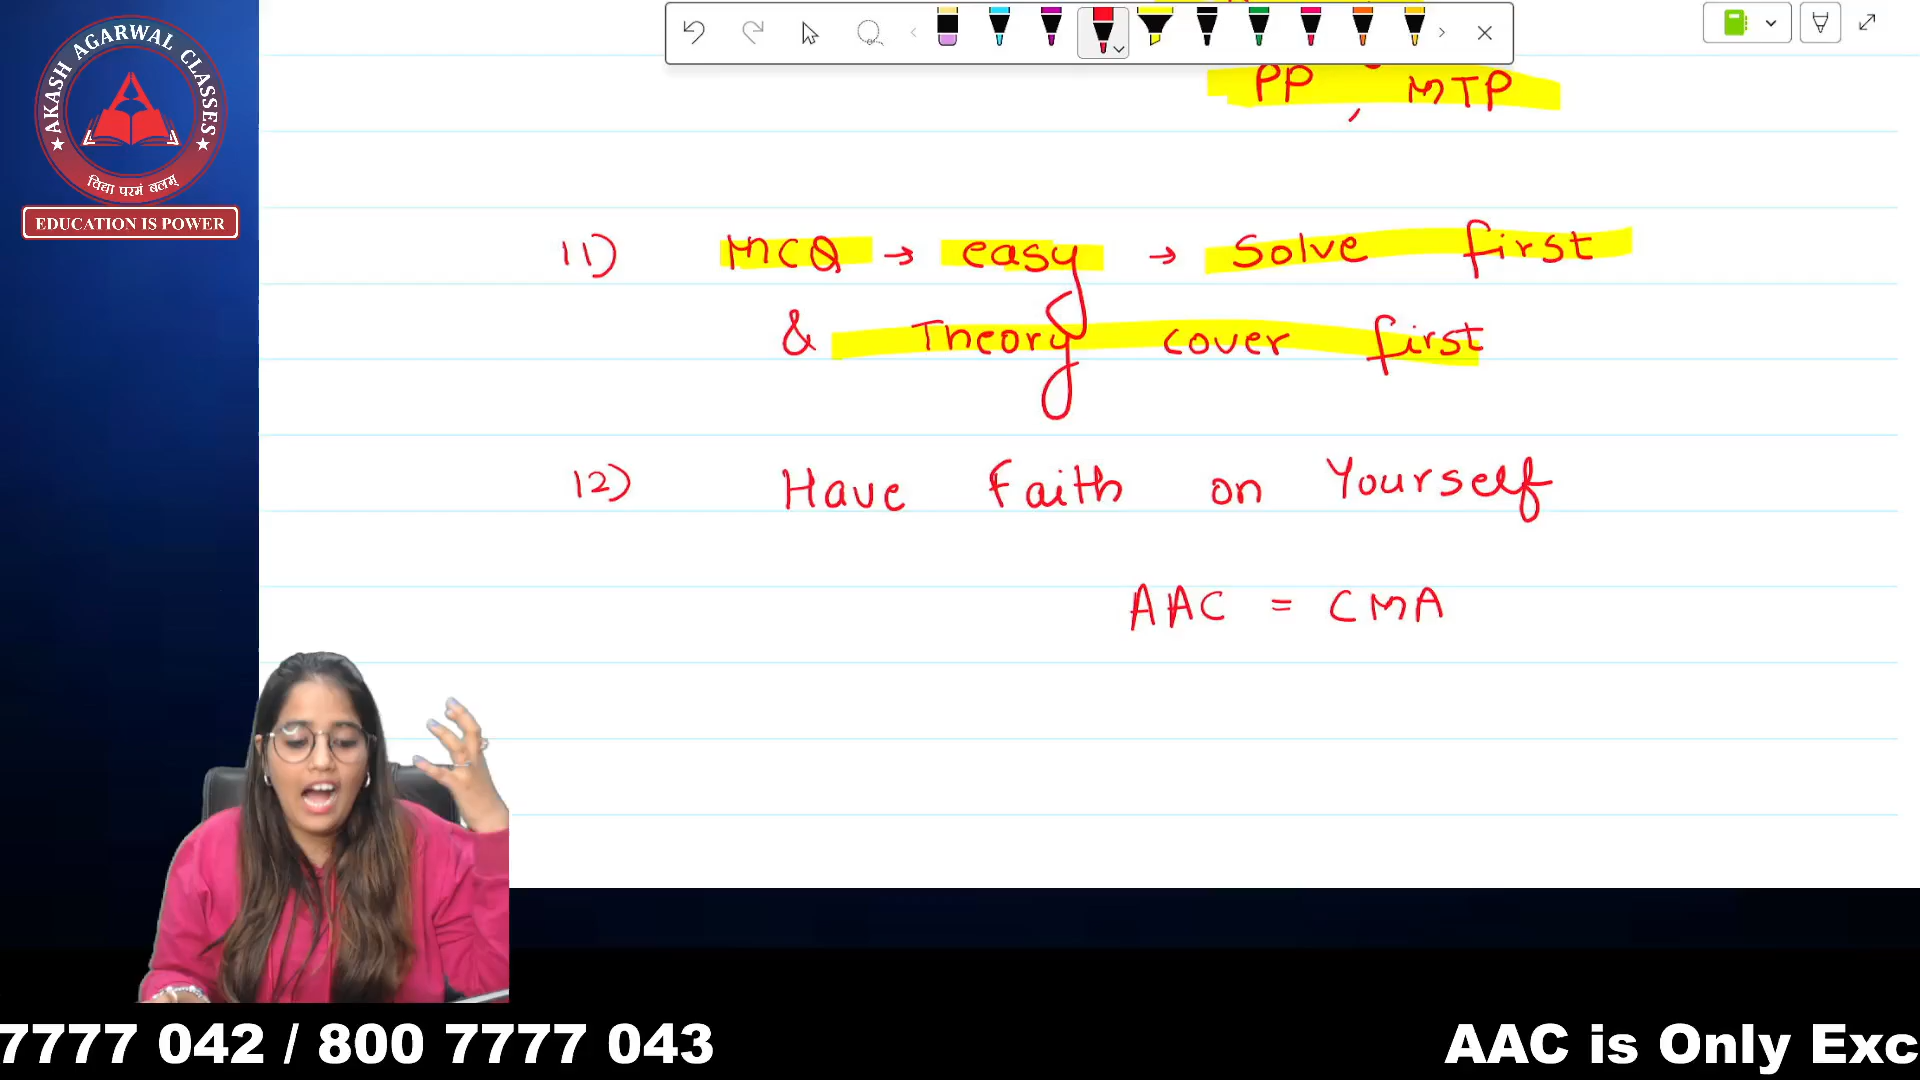 AKASH AGARWAL CLASSES
विद्या परमं बलम्
EDUCATION IS POWER
PP , MTP
11) MCQ → easy → Solve first
& Theory cover first
12) Have Faith on Yourself
AAC = CMA
7777 042 / 800 7777 043
AAC is Only Exc